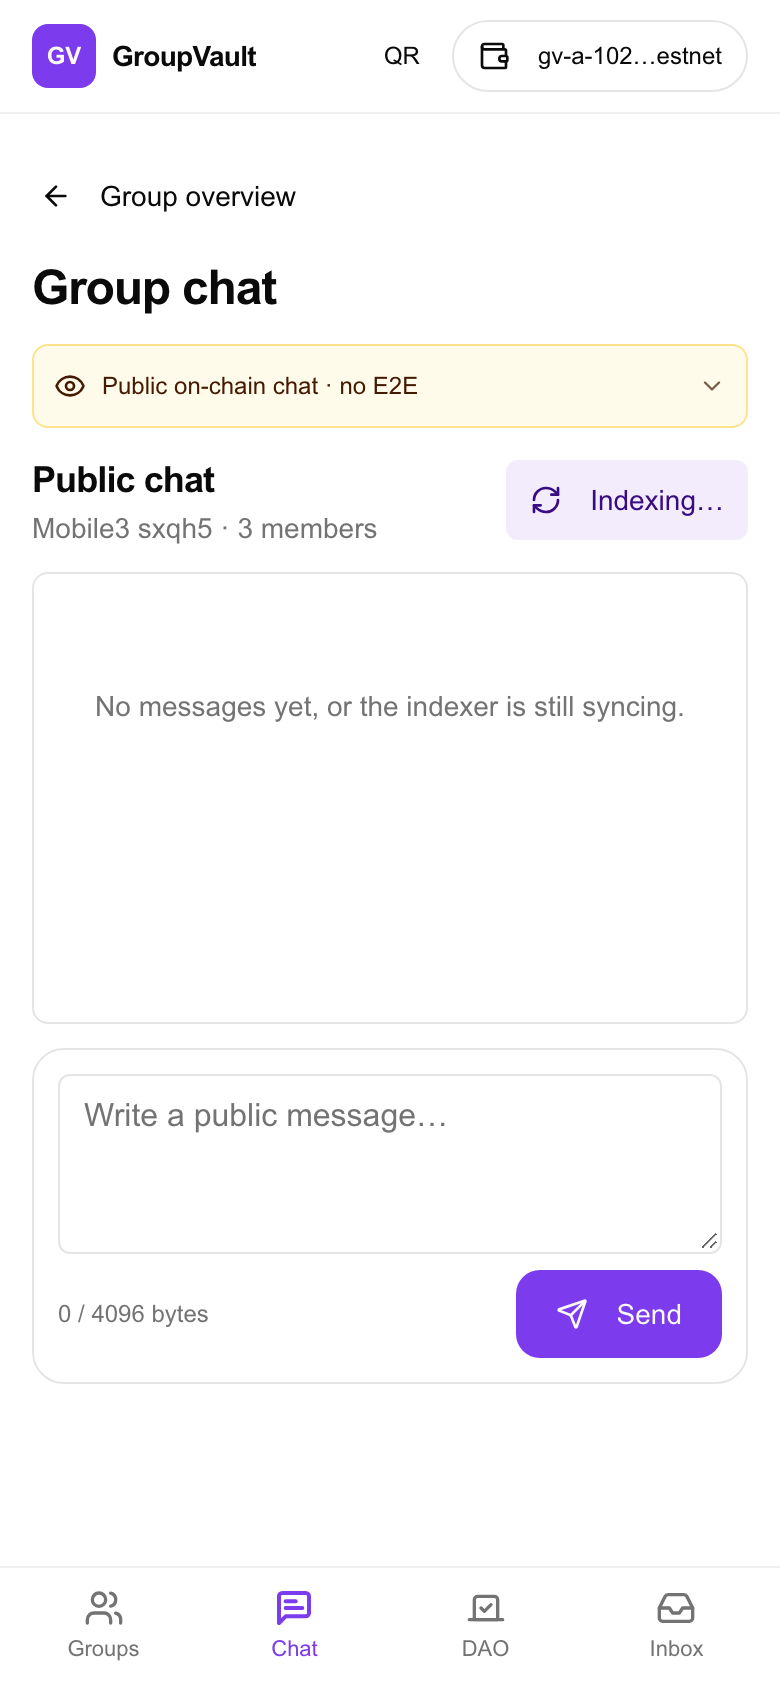 GV GroupVault QR gv-a-102…estnet
Group overview
Group chat
Public on-chain chat · no E2E
Public chat
Indexing…
Mobile3 sxqh5 · 3 members
No messages yet, or the indexer is still syncing.
Write a public message…
0 / 4096 bytes
Send
Groups Chat DAO Inbox